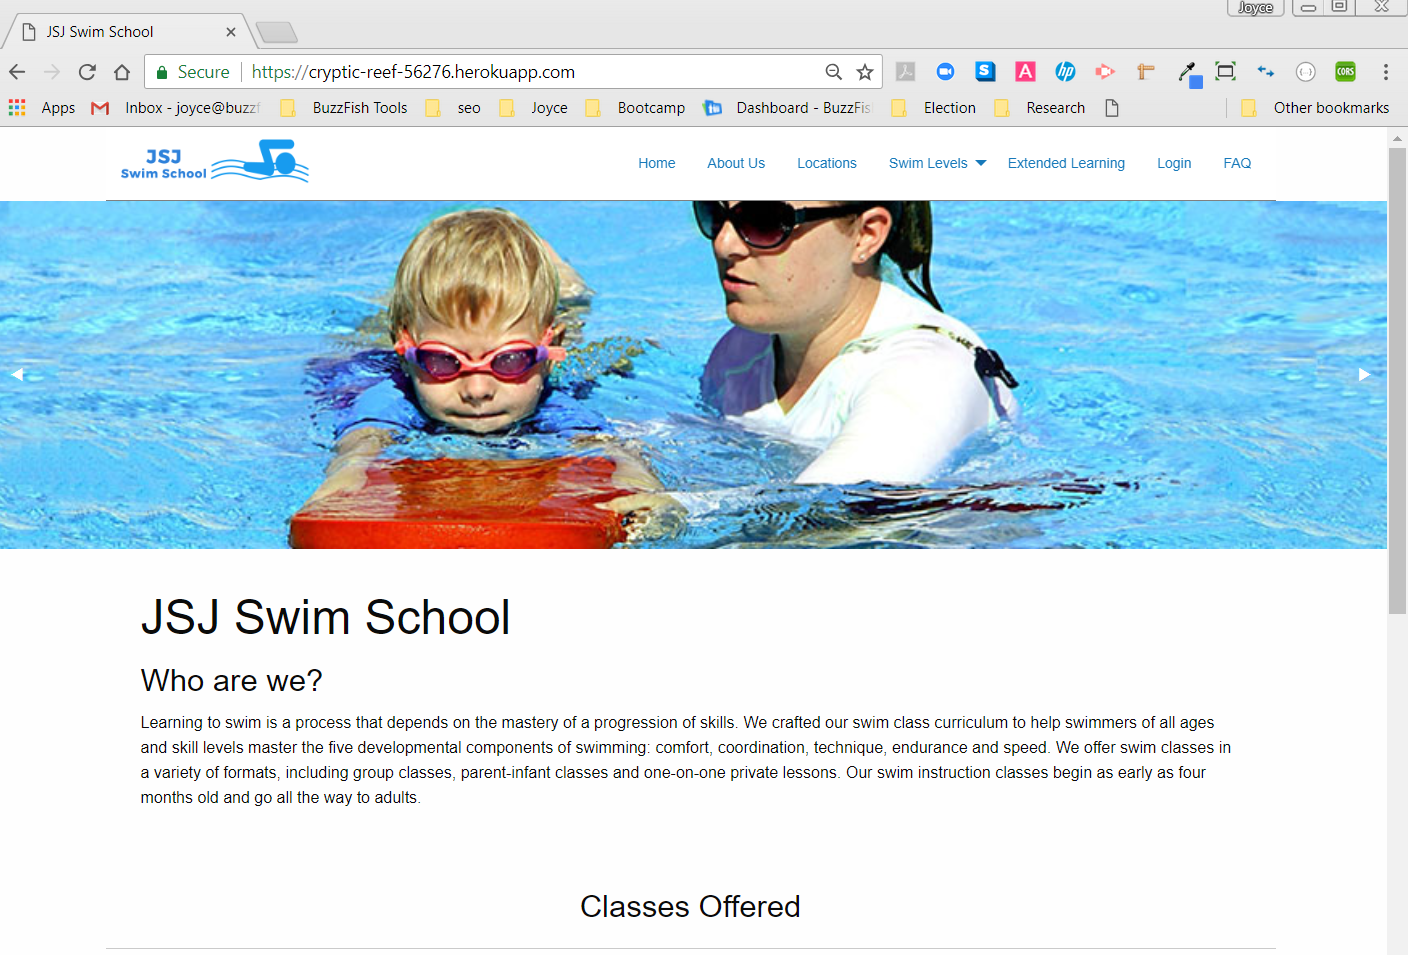 Joyce
JSJ Swim School
Secure https://cryptic-reef-56276.herokuapp.com
Apps Inbox - joyce@buzzf BuzzFish Tools seo Joyce Bootcamp Dashboard - BuzzFis Election Research Other bookmarks
JSJ
Swim School
Home About Us Locations Swim Levels Extended Learning Login FAQ
JSJ Swim School
Who are we?
Learning to swim is a process that depends on the mastery of a progression of skills. We crafted our swim class curriculum to help swimmers of all ages
and skill levels master the five developmental components of swimming: comfort, coordination, technique, endurance and speed. We offer swim classes in
a variety of formats, including group classes, parent-infant classes and one-on-one private lessons. Our swim instruction classes begin as early as four
months old and go all the way to adults.
Classes Offered